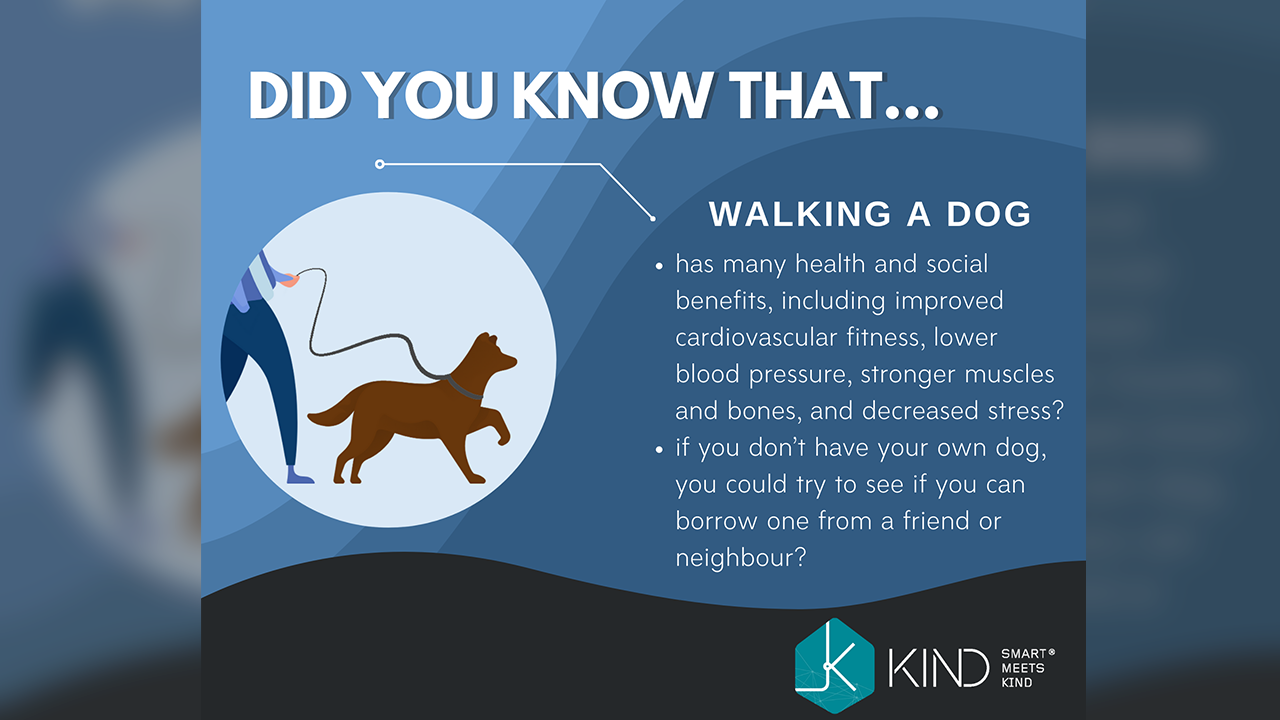 DID YOU KNOW THAT...
WALKING A DOG
• has many health and social
benefits, including improved
cardiovascular fitness, lower
blood pressure, stronger muscles
and bones, and decreased stress?
• if you don’t have your own dog,
you could try to see if you can
borrow one from a friend or
neighbour?
KIND
SMART®
MEETS
KIND